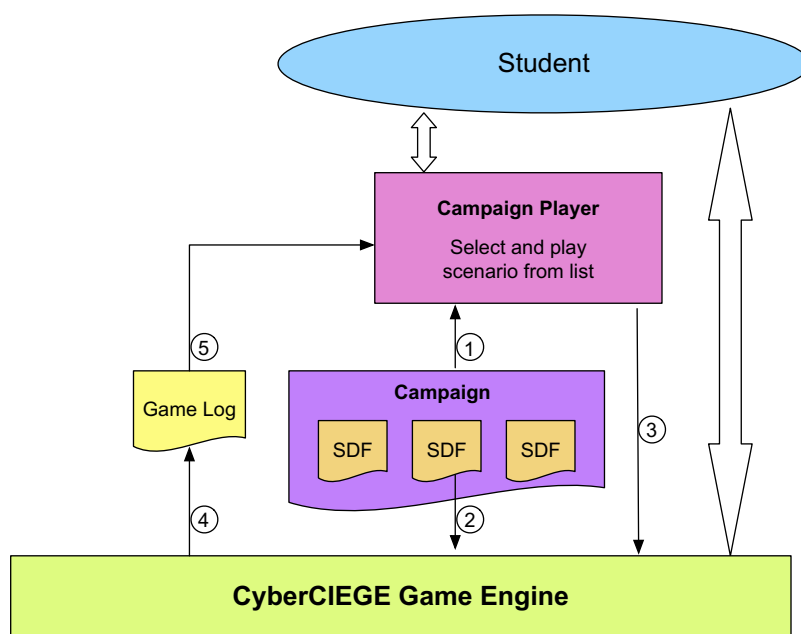 Student
Campaign Player
Select and play
scenario from list
5
1
Game Log
Campaign
3
SDF SDF SDF
4
2
CyberCIEGE Game Engine